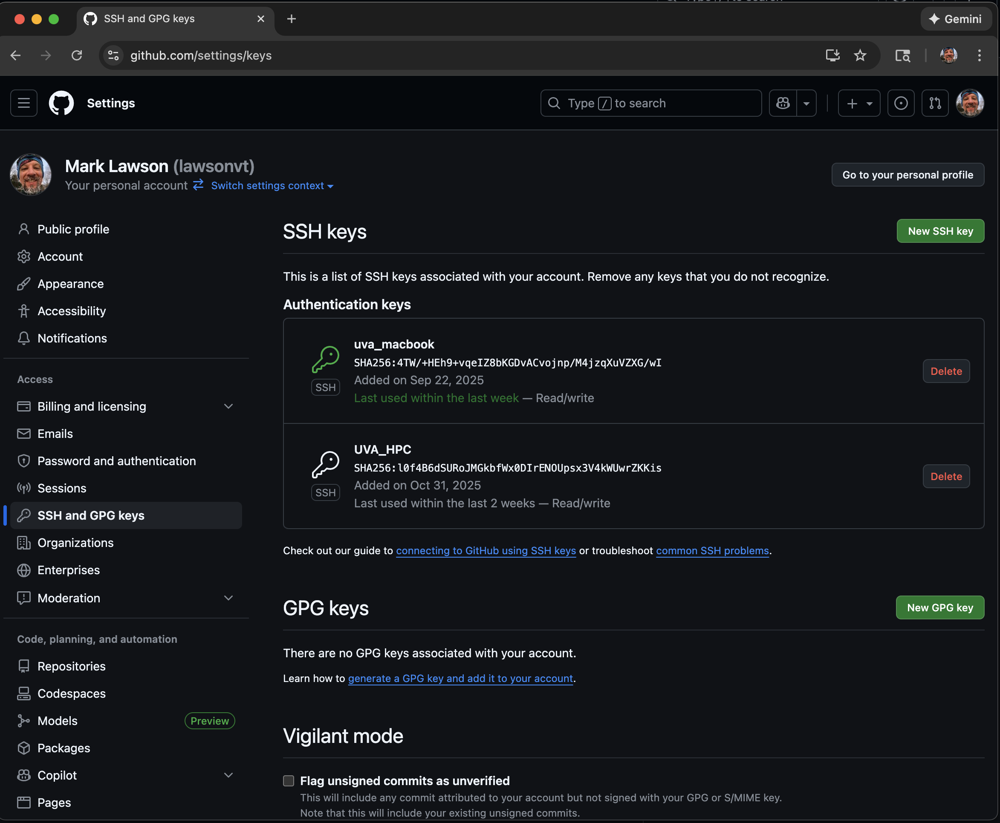 SSH and GPG keys
Gemini
github.com/settings/keys
Settings
Type / to search
Mark Lawson (lawsonvt)
Your personal account Switch settings context
Go to your personal profile
Public profile
Account
Appearance
Accessibility
Notifications
Access
Billing and licensing
Emails
Password and authentication
Sessions
SSH and GPG keys
Organizations
Enterprises
Moderation
Code, planning, and automation
Repositories
Codespaces
Models Preview
Packages
Copilot
Pages
SSH keys
New SSH key
This is a list of SSH keys associated with your account. Remove any keys that you do not recognize.
Authentication keys
uva_macbook
SHA256:4TW/+HEh9+vqeIZ8bKGDvACvojnp/M4jzqXuVZXG/wI
Added on Sep 22, 2025
Last used within the last week — Read/write
SSH
Delete
UVA_HPC
SHA256:l0f4B6dSURoJMGkbfWx0DIrENOUpsx3V4kWUwrZKKis
Added on Oct 31, 2025
Last used within the last 2 weeks — Read/write
SSH
Delete
Check out our guide to connecting to GitHub using SSH keys or troubleshoot common SSH problems.
GPG keys
New GPG key
There are no GPG keys associated with your account.
Learn how to generate a GPG key and add it to your account.
Vigilant mode
Flag unsigned commits as unverified
This will include any commit attributed to your account but not signed with your GPG or S/MIME key.
Note that this will include your existing unsigned commits.